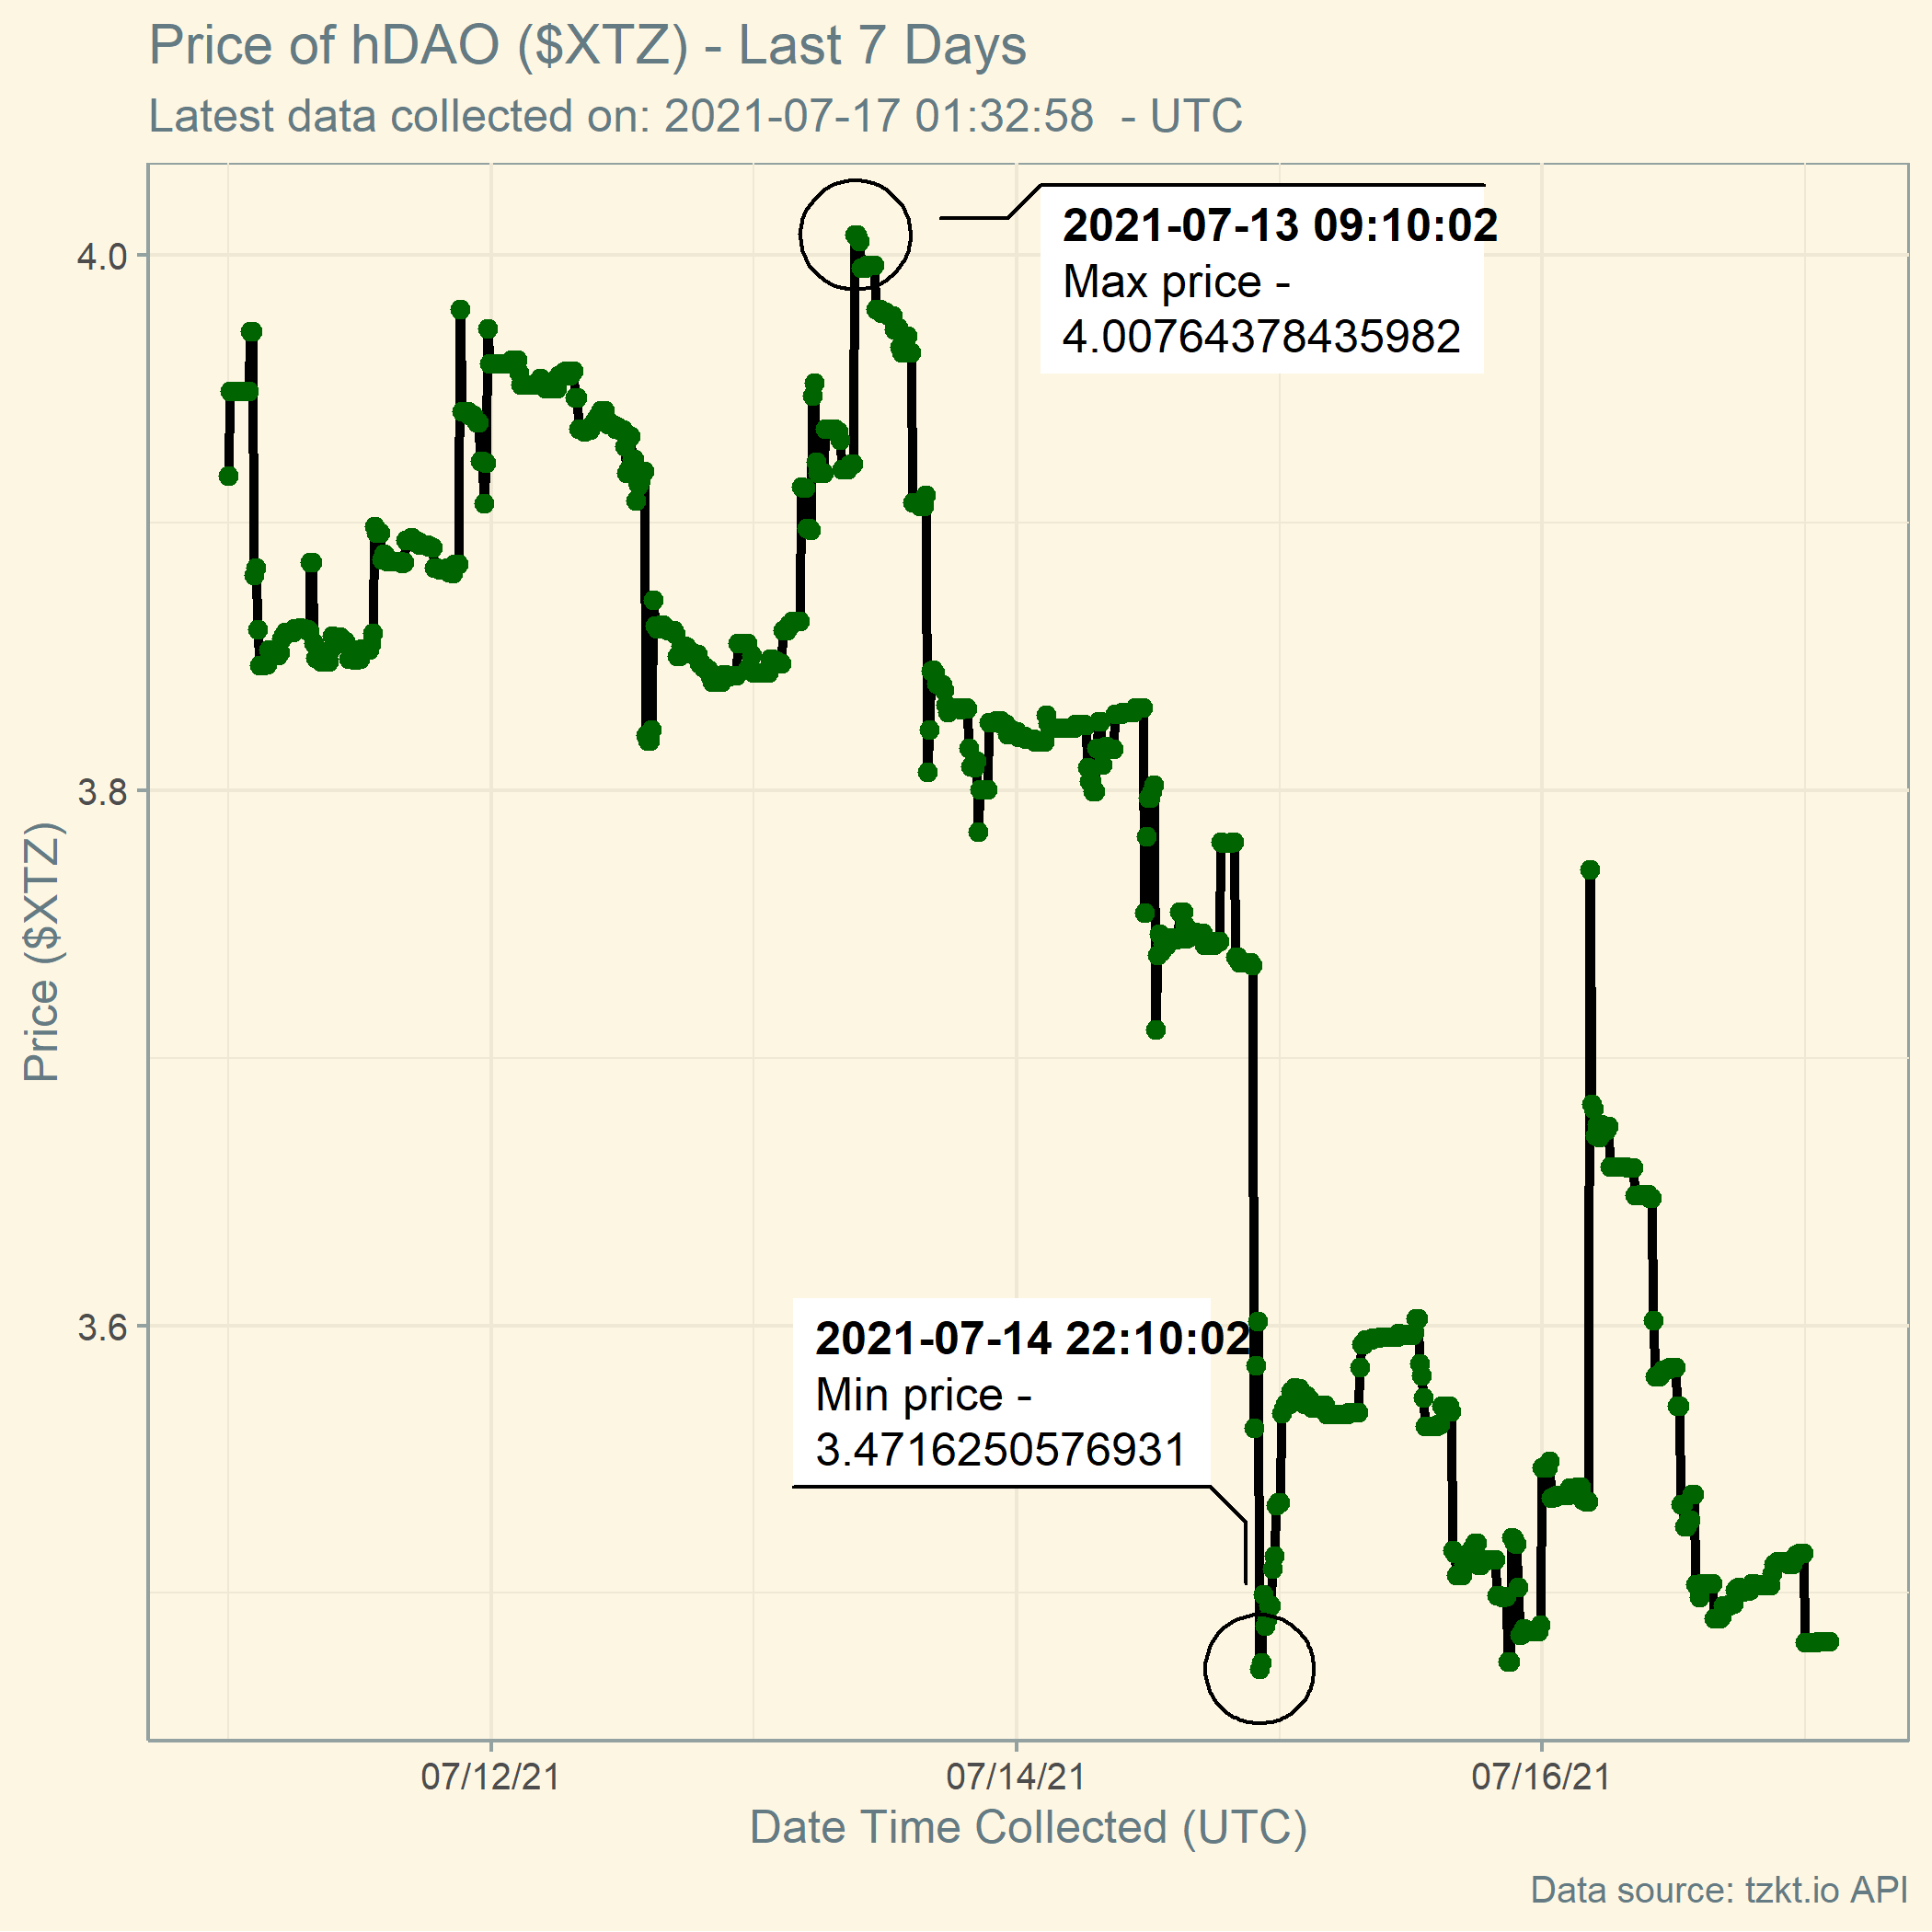 Price of hDAO ($XTZ) - Last 7 Days
Latest data collected on: 2021-07-17 01:32:58  - UTC
2021-07-13 09:10:02
Max price -
4.00764378435982
4.0
3.8
3.6
Price ($XTZ)
2021-07-14 22:10:02
Min price -
3.4716250576931
07/12/21
07/14/21
07/16/21
Date Time Collected (UTC)
Data source: tzkt.io API